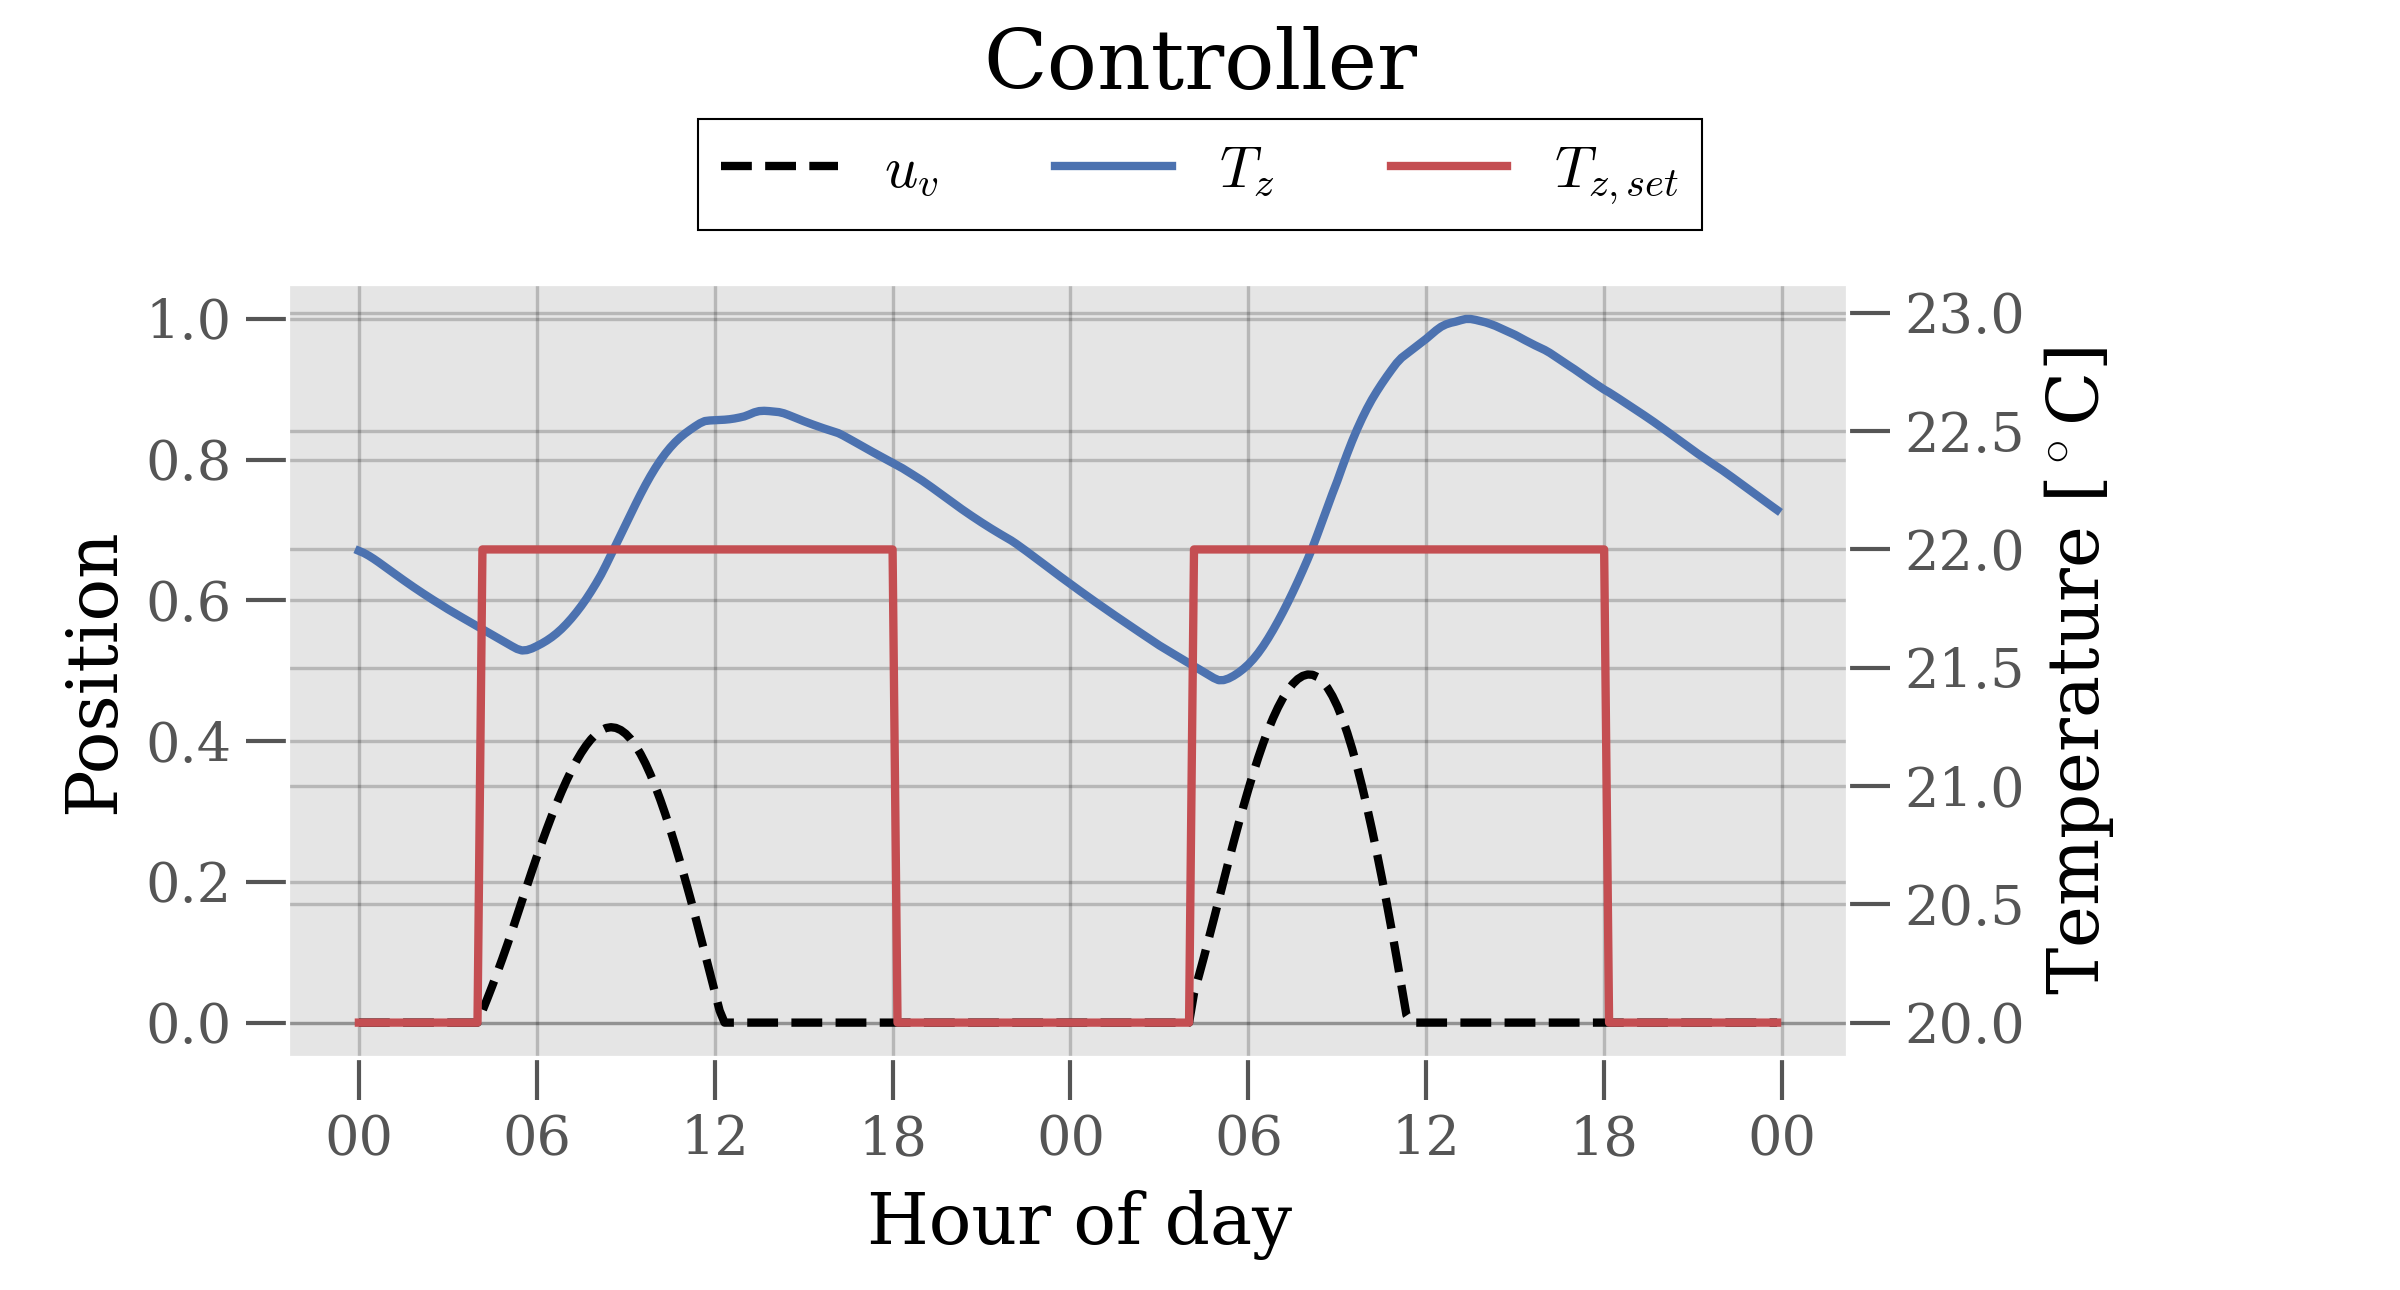 Controller
u_v T_z T_{z, set}
1.0
0.8
0.6
0.4
0.2
0.0
Position
23.0
22.5
22.0
21.5
21.0
20.5
20.0
Temperature [°C]
00 06 12 18 00 06 12 18 00
Hour of day